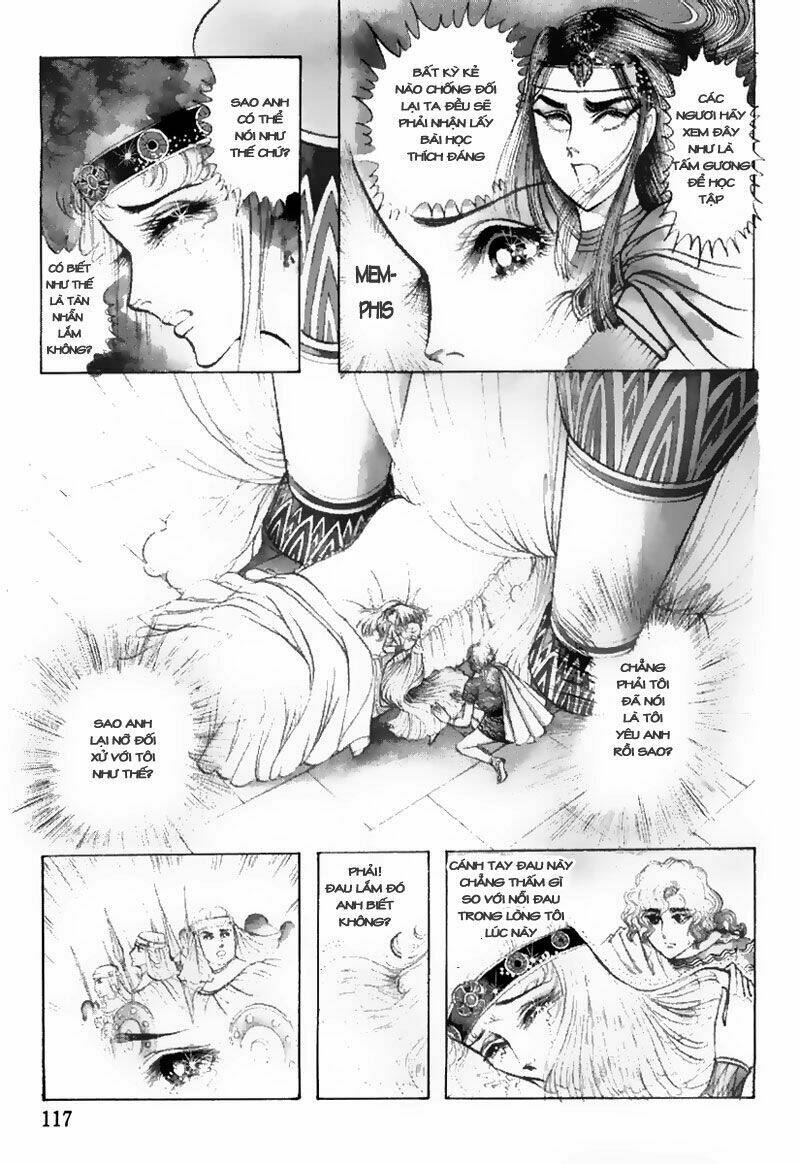 CÁC
NGƯƠI HÃY
XEM ĐÂY
NHƯ LÀ
TẤM GƯƠNG
ĐỂ HỌC
TẬP
BẤT KỲ KẺ
NÀO CHỐNG ĐỐI
LẠI TA ĐỀU SẼ
PHẢI NHẬN LẤY
BÀI HỌC
THÍCH ĐÁNG
MEM-
PHIS
SAO ANH
CÓ THỂ
NÓI NHƯ
THẾ CHỨ?
CÓ BIẾT
NHƯ THẾ
LÀ TÀN
NHẪN
LẮM
KHÔNG?
CHẲNG
PHẢI TÔI
ĐÃ NÓI
LÀ TÔI
YÊU ANH
RỒI SAO?
SAO ANH
LẠI NỠ ĐỐI
XỬ VỚI TÔI
NHƯ THẾ?
CÁNH TAY ĐAU NÀY
CHẲNG THẤM GÌ
SO VỚI NỖI ĐAU
TRONG LÒNG TÔI
LÚC NÀY
PHẢI!
ĐAU LẮM ĐÓ
ANH BIẾT
KHÔNG?
117